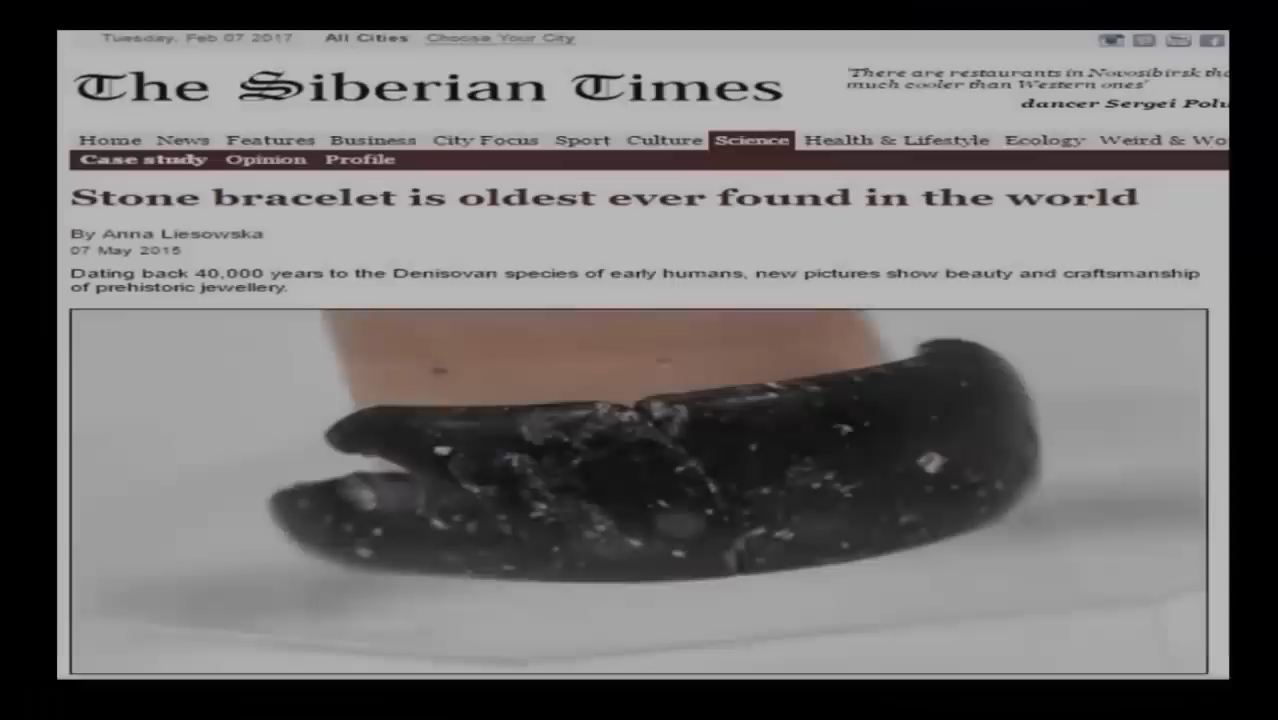 Tuesday, Feb 07 2017 All Cities Choose Your City
The Siberian Times
'There are restaurants in Novosibirsk
much cooler than Western ones'
dancer Sergei
Home News Features Business City Focus Sport Culture Science Health & Lifestyle Ecology Weird &
Case study Opinion Profile
Stone bracelet is oldest ever found in the world
By Anna Liesowska
07 May 2015
Dating back 40,000 years to the Denisovan species of early humans, new pictures show beauty and craftsmanship
of prehistoric jewellery.